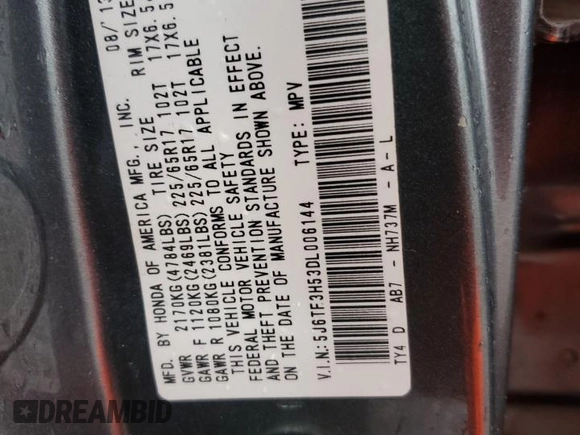 MFD. BY HONDA OF AMERICA MFG., INC. 08/'13
GVWR 2170KG(4784LBS) TIRE SIZE RIM SIZE
GAWR F 1120KG(2469LBS) 225/65R17 102T 17X6.5
GAWR R 1080KG(2381LBS) 225/65R17 102T 17X6.5
THIS VEHICLE CONFORMS TO ALL APPLICABLE
FEDERAL MOTOR VEHICLE SAFETY
AND THEFT PREVENTION STANDARDS IN EFFECT
ON THE DATE OF MANUFACTURE SHOWN ABOVE.
V.I.N.: 5J6TF3H53DL006144 TYPE: MPV
TY4 D AB7 - NH737M - A - L
DREAMBID